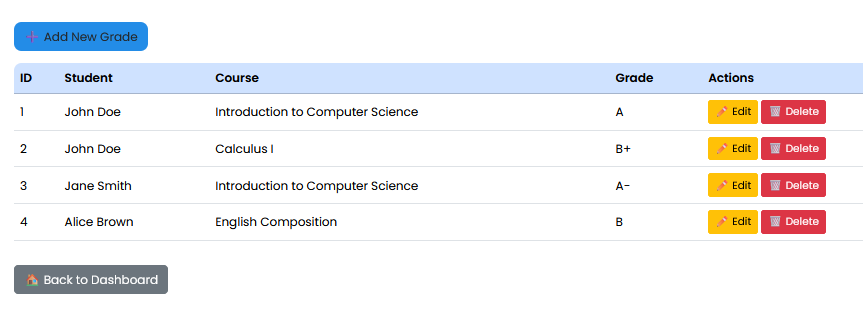 Add New Grade
ID Student Course Grade Actions
1 John Doe Introduction to Computer Science A Edit Delete
2 John Doe Calculus I B+ Edit Delete
3 Jane Smith Introduction to Computer Science A- Edit Delete
4 Alice Brown English Composition B Edit Delete
Back to Dashboard